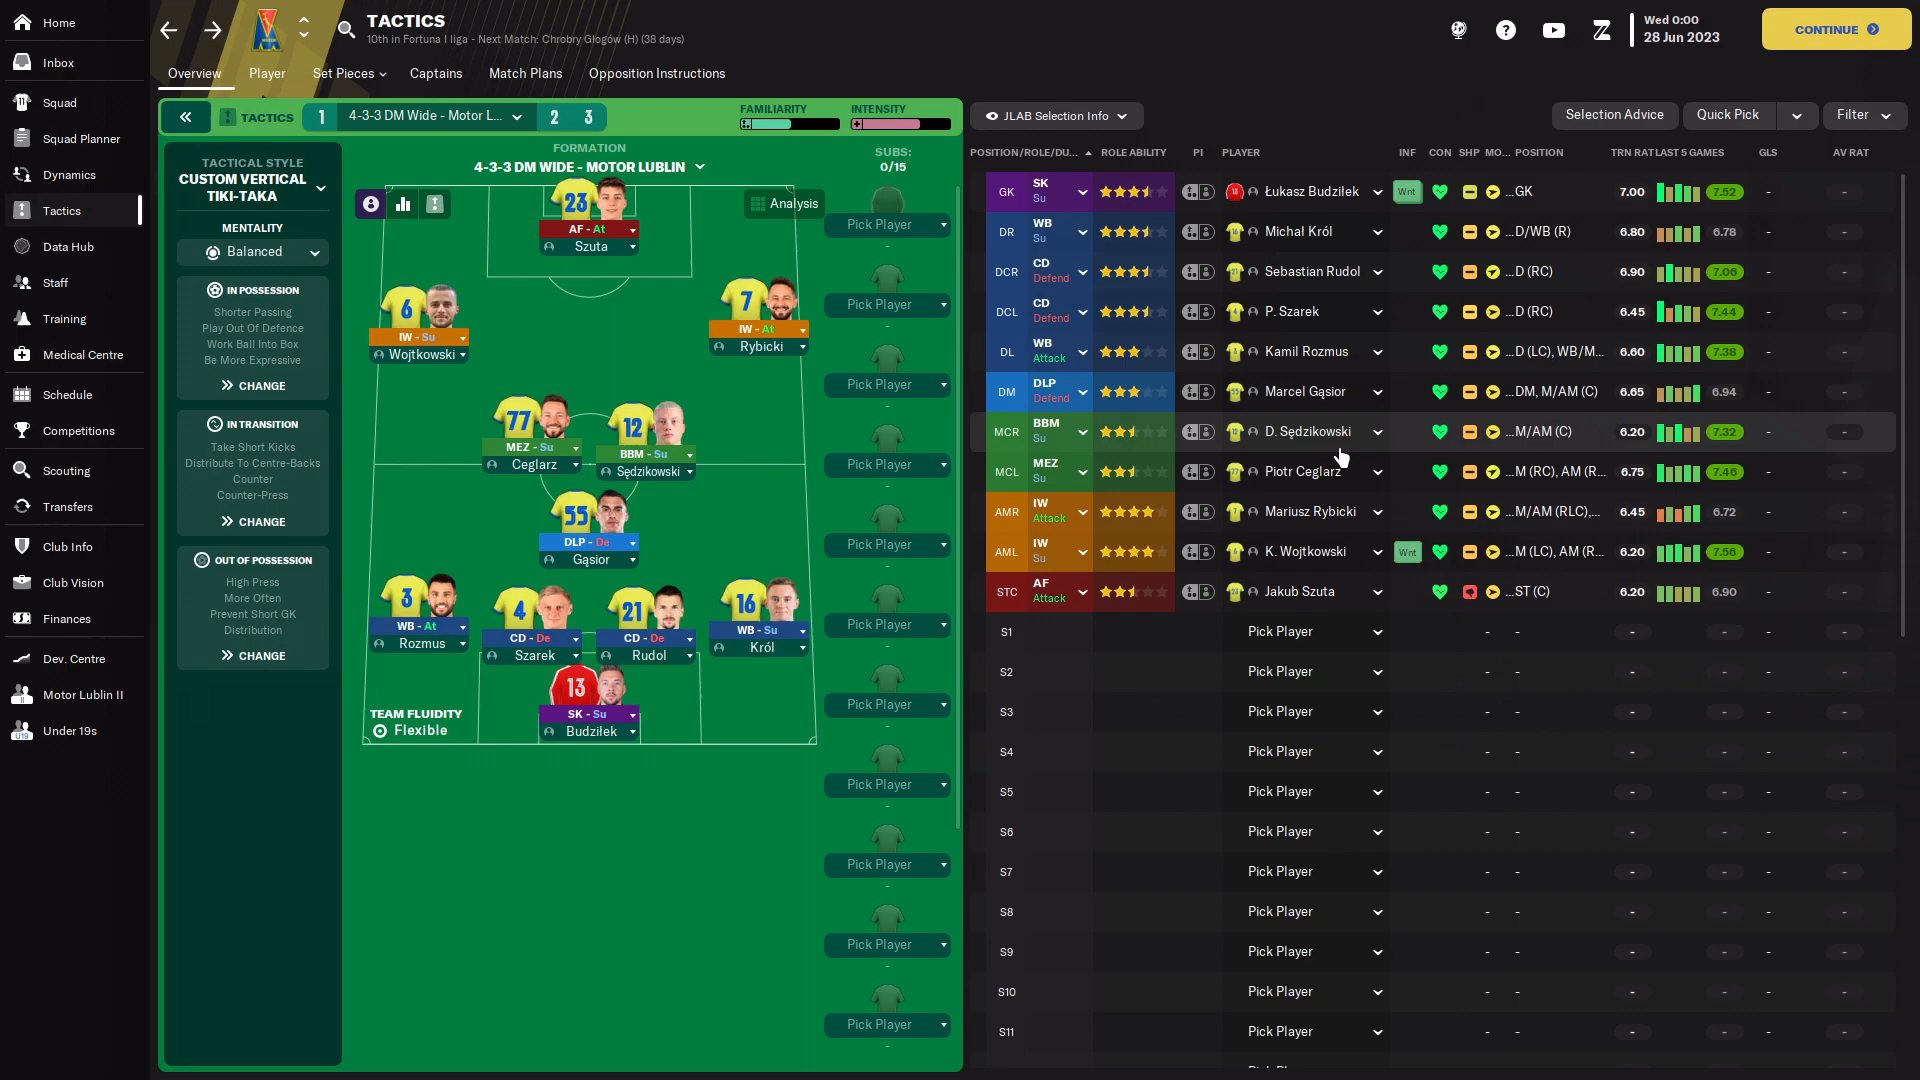 Home
Inbox
Squad
Squad Planner
Dynamics
Tactics
Data Hub
Staff
Training
Medical Centre
Schedule
Competitions
Scouting
Transfers
Club Info
Club Vision
Finances
Dev. Centre
Motor Lublin II
Under 19s
TACTICS
10th in Fortuna I liga - Next Match: Chrobry Głogów (H) (38 days)
Wed 0:00
28 Jun 2023
CONTINUE
Overview Player Set Pieces Captains Match Plans Opposition Instructions
TACTICS 1 4-3-3 DM Wide - Motor L... 2 3
FAMILIARITY INTENSITY
TACTICAL STYLE
CUSTOM VERTICAL
TIKI-TAKA
MENTALITY
Balanced
IN POSSESSION
Shorter Passing
Play Out Of Defence
Work Ball Into Box
Be More Expressive
CHANGE
IN TRANSITION
Take Short Kicks
Distribute To Centre-Backs
Counter
Counter-Press
CHANGE
OUT OF POSSESSION
High Press
More Often
Prevent Short GK
Distribution
CHANGE
FORMATION
4-3-3 DM WIDE - MOTOR LUBLIN
Analysis
23
AF - At
Szuta
6
IW - Su
Wojtkowski
7
IW - At
Rybicki
77
MEZ - Su
Ceglarz
12
BBM - Su
Sędzikowski
55
DLP - De
Gąsior
3
WB - At
Rozmus
4
CD - De
Szarek
21
CD - De
Rudol
16
WB - Su
Król
13
SK - Su
Budziłek
TEAM FLUIDITY
Flexible
SUBS:
0/15
Pick Player
-
Pick Player
-
Pick Player
-
Pick Player
-
Pick Player
-
Pick Player
-
Pick Player
-
Pick Player
-
Pick Player
-
Pick Player
-
Pick Player
-
JLAB Selection Info Selection Advice Quick Pick Filter
POSITION/ROLE/DU... ROLE ABILITY PI PLAYER INF CON SHP MO... POSITION TRN RAT LAST 5 GAMES GLS AV RAT
GK SK Su Łukasz Budziłek Wnt ...GK 7.00 7.52 - -
DR WB Su Michał Król ...D/WB (R) 6.80 6.78 - -
DCR CD Defend Sebastian Rudol ...D (RC) 6.90 7.06 - -
DCL CD Defend P. Szarek ...D (RC) 6.45 7.44 - -
DL WB Attack Kamil Rozmus ...D (LC), WB/M... 6.60 7.38 - -
DM DLP Defend Marcel Gąsior ...DM, M/AM (C) 6.65 6.94 - -
MCR BBM Su D. Sędzikowski ...M/AM (C) 6.20 7.32 - -
MCL MEZ Su Piotr Ceglarz ...M (RC), AM (R... 6.75 7.46 - -
AMR IW Attack Mariusz Rybicki ...M/AM (RLC),... 6.45 6.72 - -
AML IW Su K. Wojtkowski Wnt ...M (LC), AM (R... 6.20 7.56 - -
STC AF Attack Jakub Szuta ...ST (C) 6.20 6.90 - -
S1 Pick Player - - - - - -
S2 Pick Player - - - - - -
S3 Pick Player - - - - - -
S4 Pick Player - - - - - -
S5 Pick Player - - - - - -
S6 Pick Player - - - - - -
S7 Pick Player - - - - - -
S8 Pick Player - - - - - -
S9 Pick Player - - - - - -
S10 Pick Player - - - - - -
S11 Pick Player - - - - - -